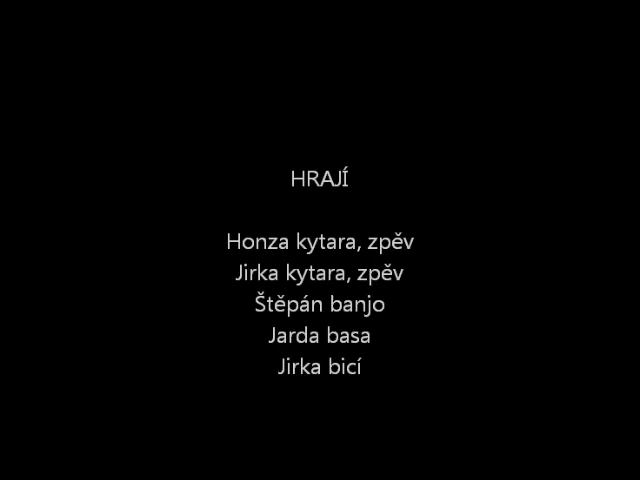 HRAJÍ
Honza kytara, zpěv
Jirka kytara, zpěv
Štěpán banjo
Jarda basa
Jirka bicí